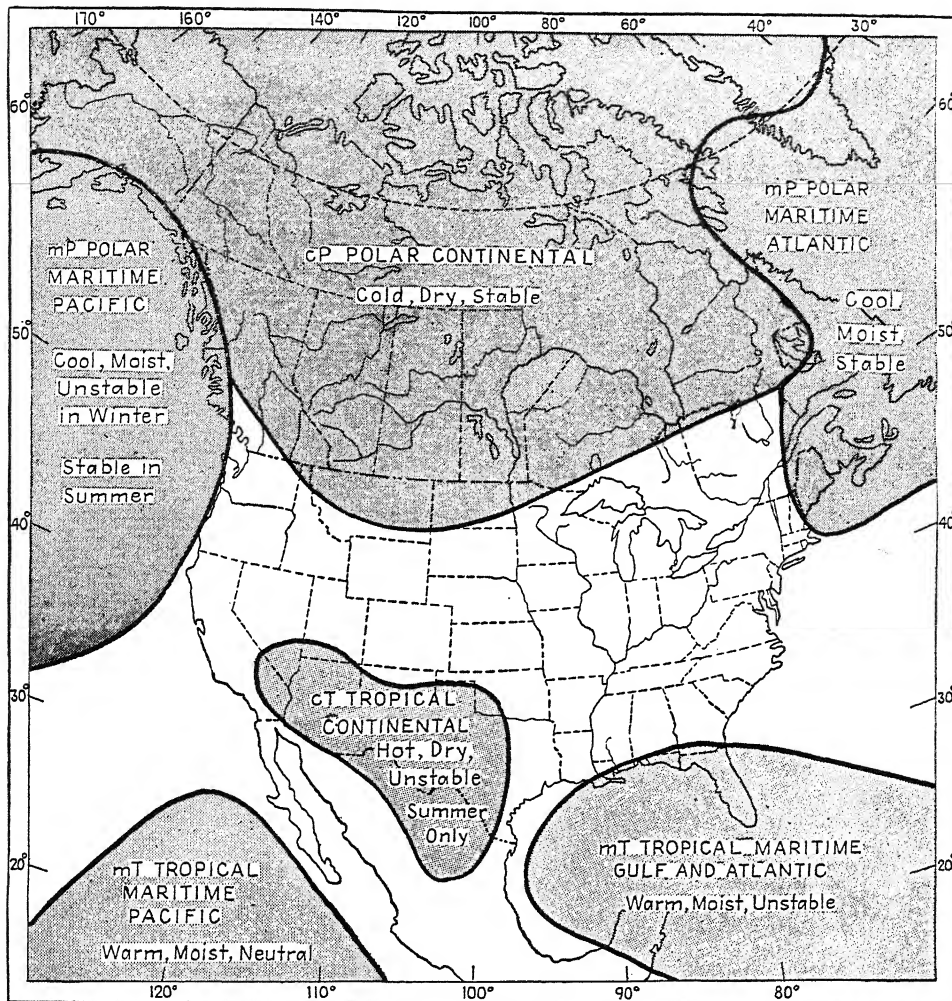 170° 160° 140° 120° 100° 80° 60° 50° 40° 30°
60° 60°
mP POLAR
MARITIME
ATLANTIC
mP POLAR
MARITIME
PACIFIC
cP POLAR CONTINENTAL
Cold, Dry, Stable
Cool,
Moist,
Stable
50° 50°
Cool, Moist,
Unstable
in Winter
Stable in
Summer
40° 40°
30° 30°
cT TROPICAL
CONTINENTAL
Hot, Dry,
Unstable
Summer
Only
20° 20°
mT TROPICAL
MARITIME
PACIFIC
Warm, Moist, Neutral
mT TROPICAL MARITIME
GULF AND ATLANTIC
Warm, Moist, Unstable
120° 110° 100° 90° 80°